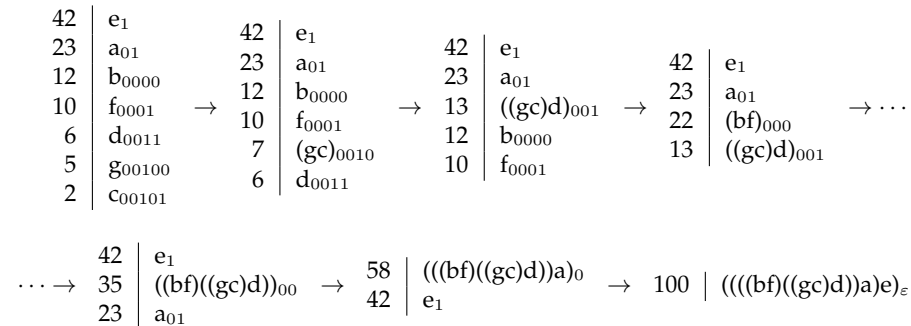 42 | e₁
23 | a₀₁
12 | b₀₀₀₀
10 | f₀₀₀₁
6 | d₀₀₁₁
5 | g₀₀₁₀₀
2 | c₀₀₁₀₁
→
42 | e₁
23 | a₀₁
12 | b₀₀₀₀
10 | f₀₀₀₁
7 | (gc)₀₀₁₀
6 | d₀₀₁₁
→
42 | e₁
23 | a₀₁
13 | ((gc)d)₀₀₁
12 | b₀₀₀₀
10 | f₀₀₀₁
→
42 | e₁
23 | a₀₁
22 | (bf)₀₀₀
13 | ((gc)d)₀₀₁
→ ⋯
⋯ →
42 | e₁
35 | ((bf)((gc)d))₀₀
23 | a₀₁
→
58 | (((bf)((gc)d))a)₀
42 | e₁
→
100 | ((((bf)((gc)d))a)e)ε